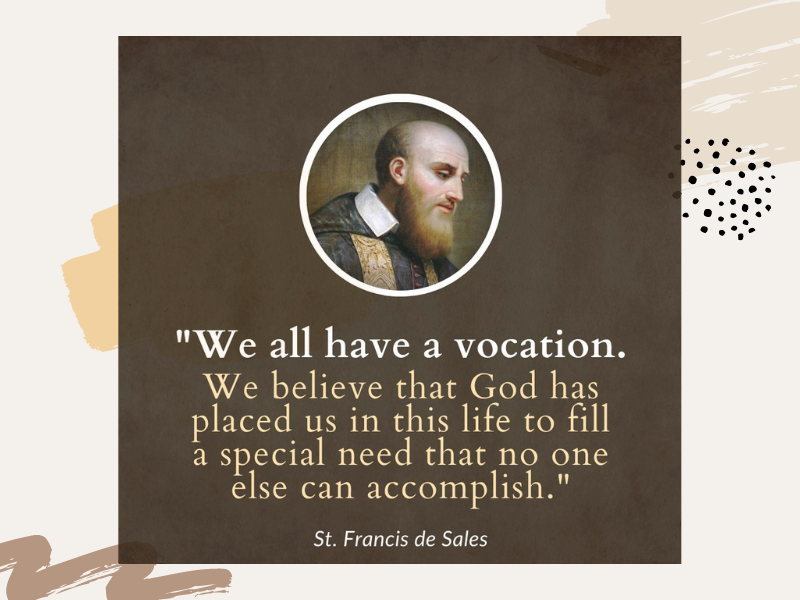 "We all have a vocation.
We believe that God has
placed us in this life to fill
a special need that no one
else can accomplish."
St. Francis de Sales